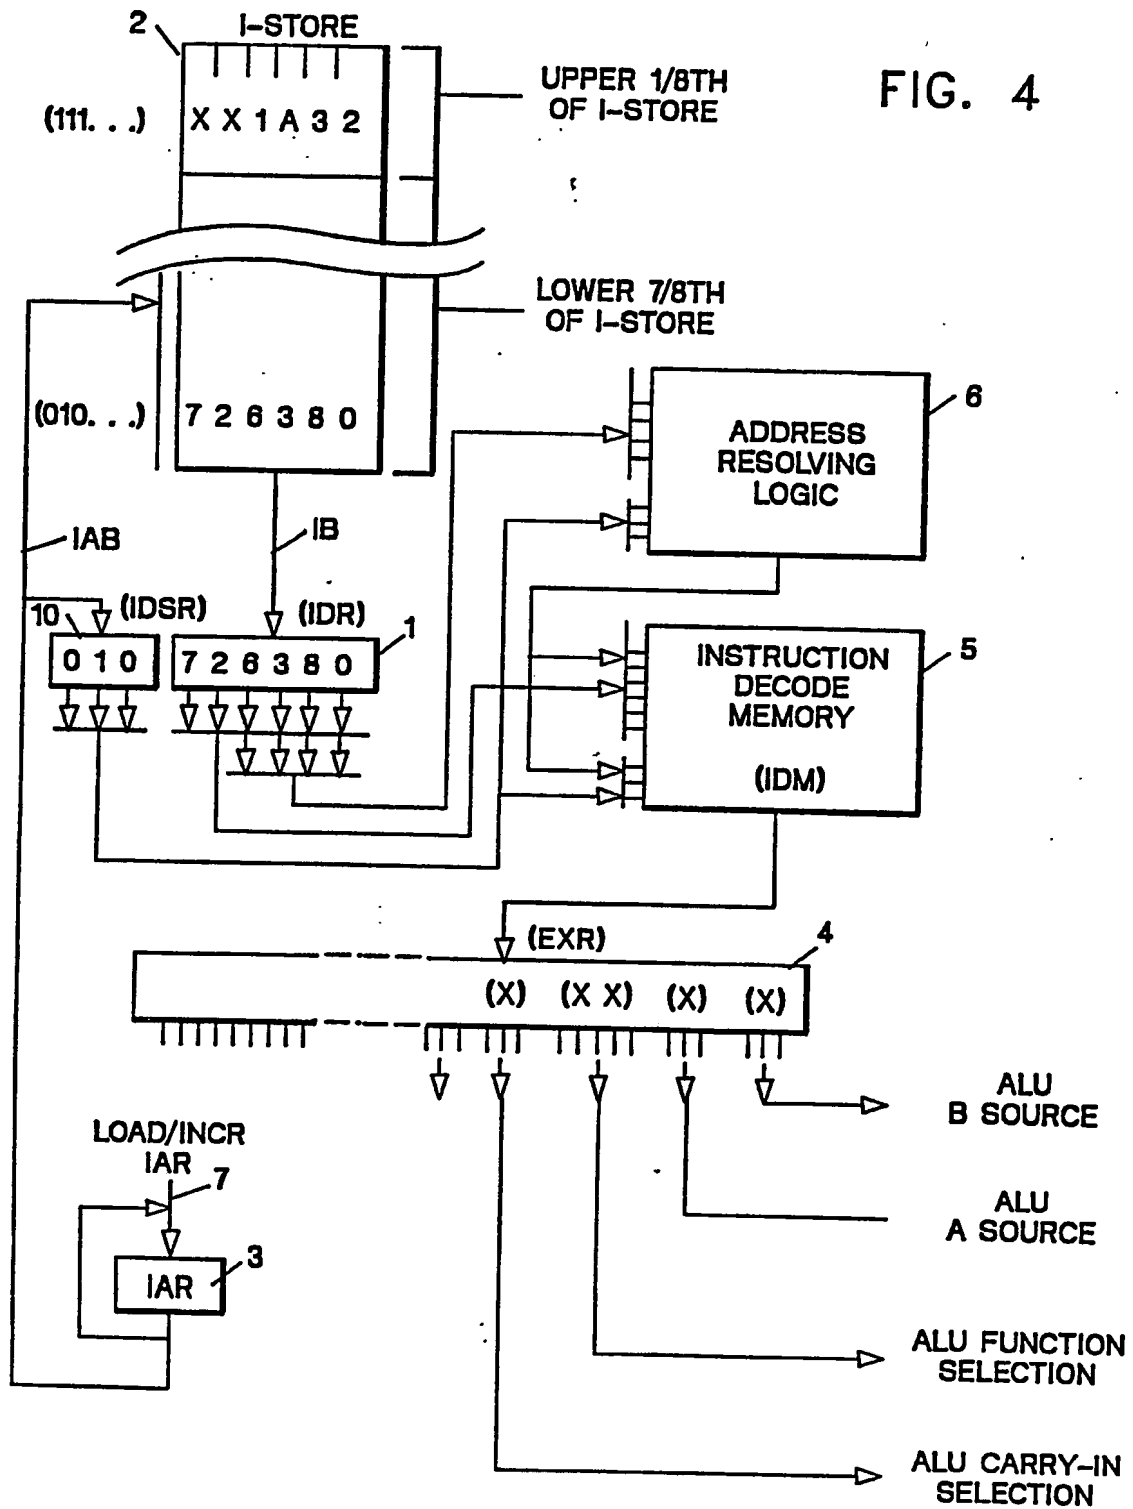 2
I-STORE
FIG. 4
UPPER 1/8TH
OF I-STORE
(111. . .)
X X 1 A 3 2
LOWER 7/8TH
OF I-STORE
(010. . .)
7 2 6 3 8 0
6
ADDRESS
RESOLVING
LOGIC
IAB
IB
10
(IDSR)
(IDR)
1
0 1 0
7 2 6 3 8 0
5
INSTRUCTION
DECODE
MEMORY
(IDM)
(EXR)
4
(X)
(X X)
(X)
(X)
ALU
B SOURCE
LOAD/INCR
IAR
7
ALU
A SOURCE
3
IAR
ALU FUNCTION
SELECTION
ALU CARRY-IN
SELECTION